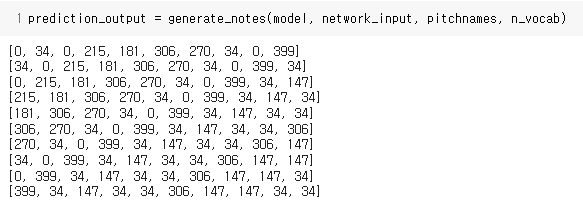 1 prediction_output = generate_notes(model, network_input, pitchnames, n_vocab)
[0, 34, 0, 215, 181, 306, 270, 34, 0, 399]
[34, 0, 215, 181, 306, 270, 34, 0, 399, 34]
[0, 215, 181, 306, 270, 34, 0, 399, 34, 147]
[215, 181, 306, 270, 34, 0, 399, 34, 147, 34]
[181, 306, 270, 34, 0, 399, 34, 147, 34, 34]
[306, 270, 34, 0, 399, 34, 147, 34, 34, 306]
[270, 34, 0, 399, 34, 147, 34, 34, 306, 147]
[34, 0, 399, 34, 147, 34, 34, 306, 147, 147]
[0, 399, 34, 147, 34, 34, 306, 147, 147, 34]
[399, 34, 147, 34, 34, 306, 147, 147, 34, 34]